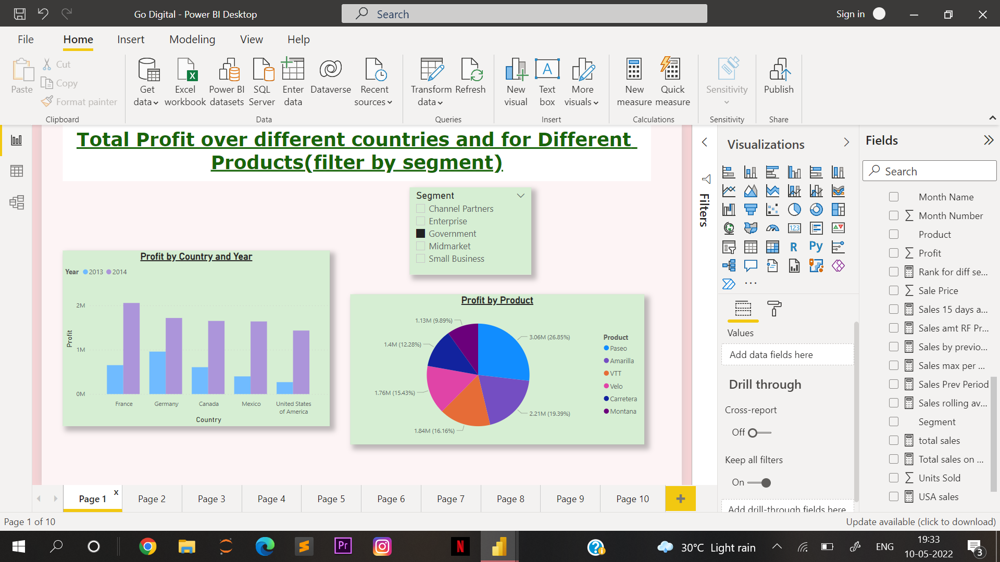 Go Digital - Power BI Desktop
Search
Sign in
File
Home
Insert
Modeling
View
Help
Paste
Cut
Copy
Format painter
Clipboard
Get data
Excel workbook
Power BI datasets
SQL Server
Enter data
Dataverse
Recent sources
Data
Transform data
Refresh
Queries
New visual
Text box
More visuals
Insert
New measure
Quick measure
Calculations
Sensitivity
Sensitivity
Publish
Share
Total Profit over different countries and for Different
Products(filter by segment)
Segment
Channel Partners
Enterprise
Government
Midmarket
Small Business
Profit by Country and Year
Year 2013 2014
Profit
2M
1M
0M
France
Germany
Canada
Mexico
United States
of America
Country
Profit by Product
1.13M (9.89%)
1.4M (12.28%)
1.76M (15.43%)
1.84M (16.16%)
3.06M (26.85%)
2.21M (19.39%)
Product
Paseo
Amarilla
VTT
Velo
Carretera
Montana
Filters
Visualizations
123
R
Py
Values
Add data fields here
Drill through
Cross-report
Off
Keep all filters
On
Add drill-through fields here
Fields
Search
Month Name
Month Number
Product
Profit
Rank for diff se...
Sale Price
Sales 15 days a...
Sales amt RF Pr...
Sales by previo...
Sales max per ...
Sales Prev Period
Sales rolling av...
Segment
total sales
Total sales on ...
Units Sold
USA sales
Page 1
x
Page 2
Page 3
Page 4
Page 5
Page 6
Page 7
Page 8
Page 9
Page 10
+
Page 1 of 10
Update available (click to download)
Pr
N
30°C Light rain
ENG
19:33
10-05-2022
3